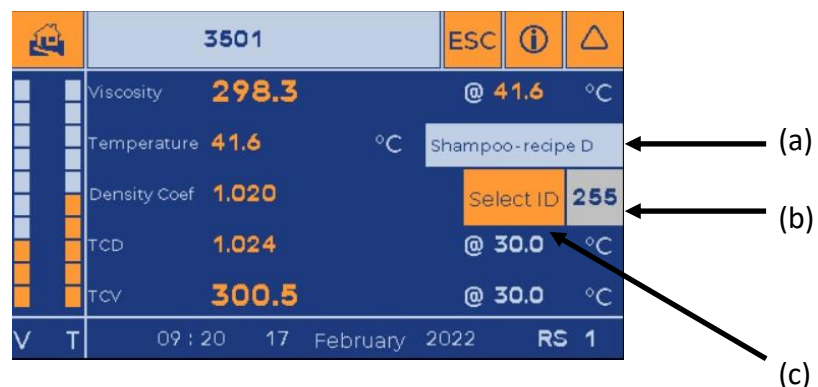 3501 ESC
Viscosity 298.3 @ 41.6 °C
Temperature 41.6 °C Shampoo-recipe D (a)
Density Coef 1.020 Select ID 255 (b)
TCD 1.024 @ 30.0 °C
TCV 300.5 @ 30.0 °C
V T 09 : 20 17 February 2022 RS 1
(c)